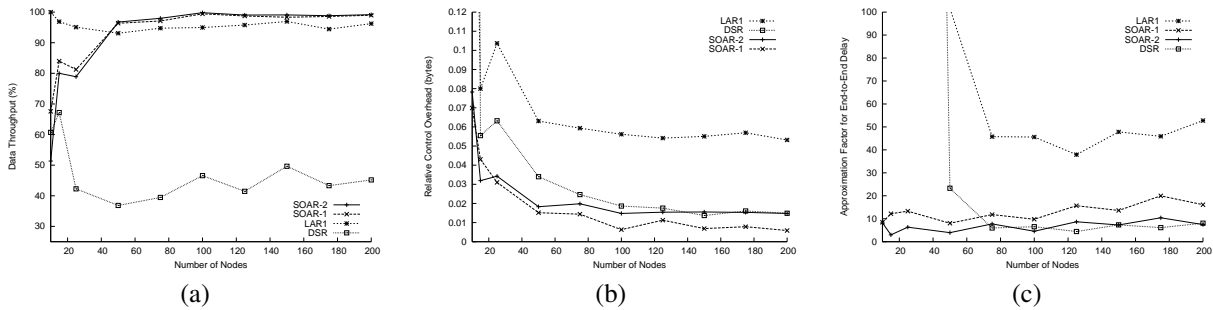 100
90
80
70
60
50
40
30
20 40 60 80 100 120 140 160 180 200
Data Throughput (%)
Number of Nodes
SOAR-2
SOAR-1
LAR1
DSR
(a)
0.12
0.11
0.1
0.09
0.08
0.07
0.06
0.05
0.04
0.03
0.02
0.01
0
20 40 60 80 100 120 140 160 180 200
Relative Control Overhead (bytes)
Number of Nodes
LAR1
DSR
SOAR-2
SOAR-1
(b)
100
90
80
70
60
50
40
30
20
10
0
20 40 60 80 100 120 140 160 180 200
Approximation Factor for End-to-End Delay
Number of Nodes
LAR1
SOAR-1
SOAR-2
DSR
(c)